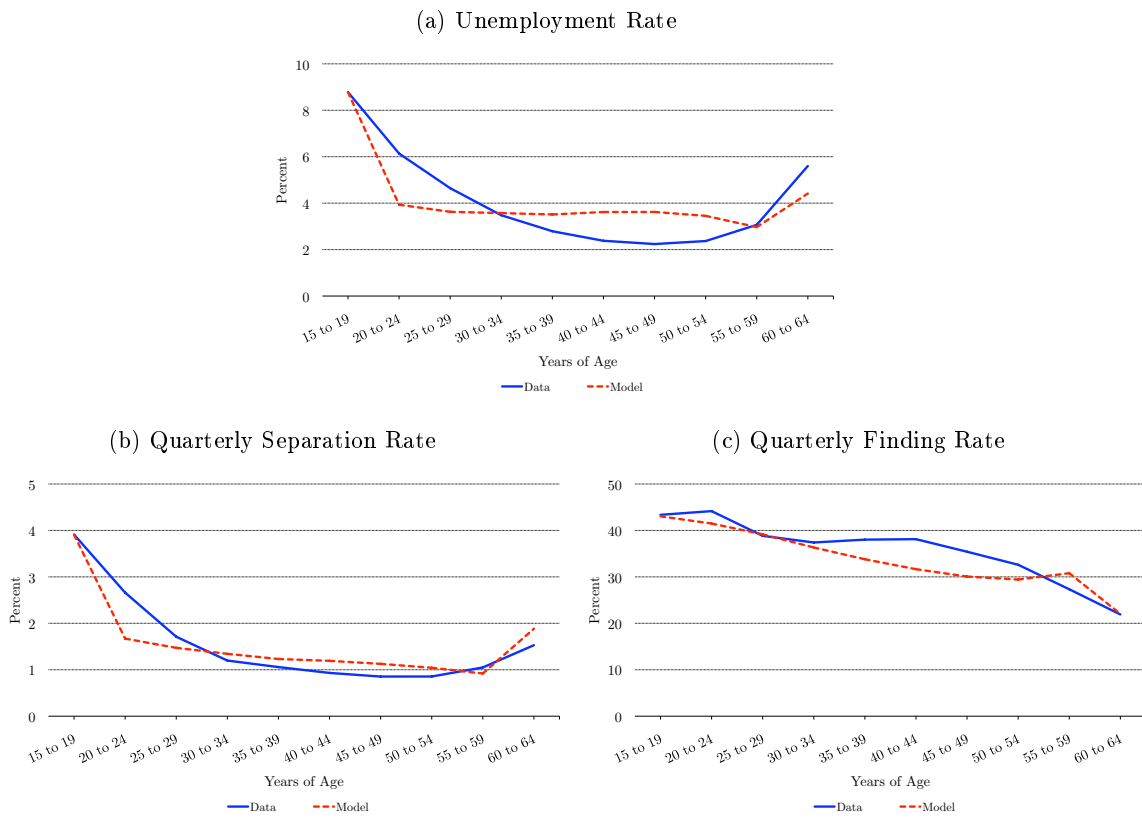 (a) Unemployment Rate
10
8
6
4
2
0
Percent
15 to 19
20 to 24
25 to 29
30 to 34
35 to 39
40 to 44
45 to 49
50 to 54
55 to 59
60 to 64
Years of Age
Data Model
(b) Quarterly Separation Rate
5
4
3
2
1
0
Percent
15 to 19
20 to 24
25 to 29
30 to 34
35 to 39
40 to 44
45 to 49
50 to 54
55 to 59
60 to 64
Years of Age
Data Model
(c) Quarterly Finding Rate
50
40
30
20
10
0
Percent
15 to 19
20 to 24
25 to 29
30 to 34
35 to 39
40 to 44
45 to 49
50 to 54
55 to 59
60 to 64
Years of Age
Data Model